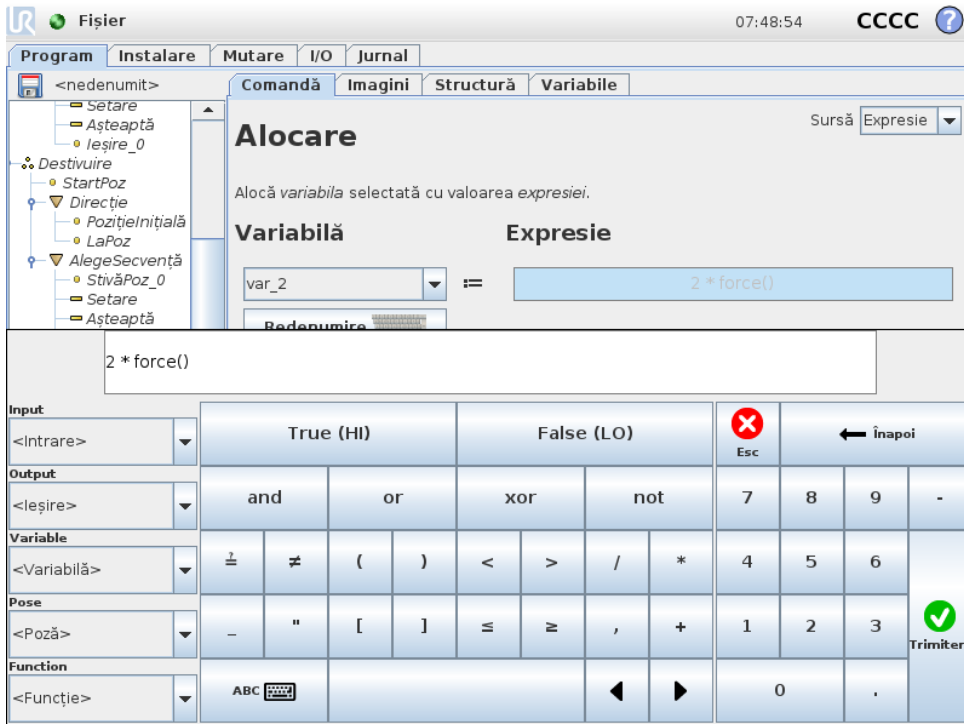 UR Fișier 07:48:54 CCCC ?
Program Instalare Mutare I/O Jurnal
<nedenumit>
Comandă Imagini Structură Variabile
Setare
Așteaptă
Ieșire_0
Destivuire
StartPoz
Direcție
PozițieInițială
LaPoz
AlegeSecvență
StivăPoz_0
Setare
Așteaptă
Alocare
Sursă Expresie
Alocă variabila selectată cu valoarea expresiei.
Variabilă Expresie
var_2 := 2 * force()
Redenumire
2 * force()
Input
<Intrare>
Output
<Ieșire>
Variable
<Variabilă>
Pose
<Poză>
Function
<Funcție>
True (HI) False (LO) Esc Înapoi
and or xor not 7 8 9 -
≟ ≠ ( ) < > / * 4 5 6
_ " [ ] ≤ ≥ , + 1 2 3
Trimiter
ABC 0 .